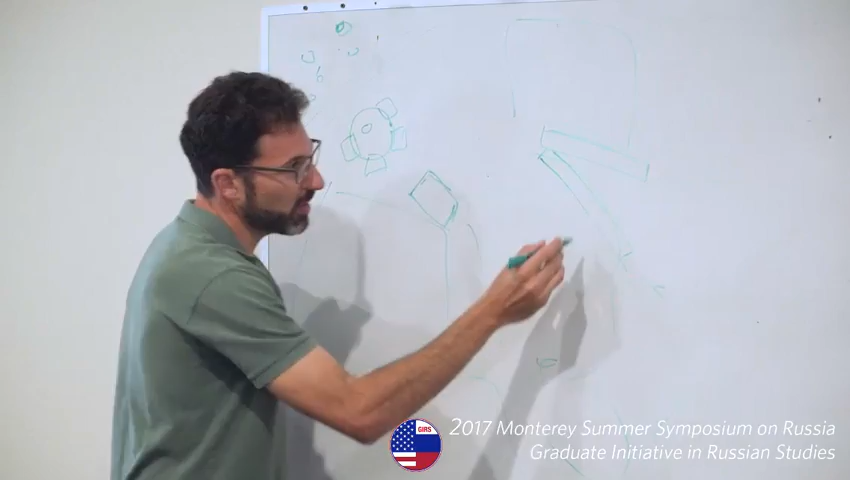 GIRS
2017 Monterey Summer Symposium on Russia
Graduate Initiative in Russian Studies